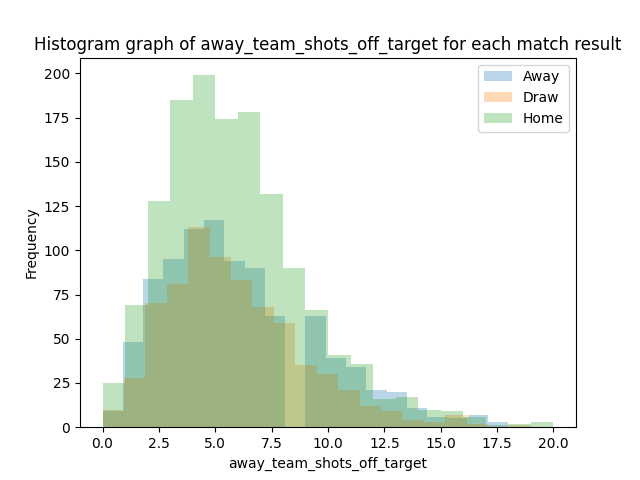 Histogram graph of away_team_shots_off_target for each match result
Away
Draw
Home
Frequency
200
175
150
125
100
75
50
25
0
0.0 2.5 5.0 7.5 10.0 12.5 15.0 17.5 20.0
away_team_shots_off_target